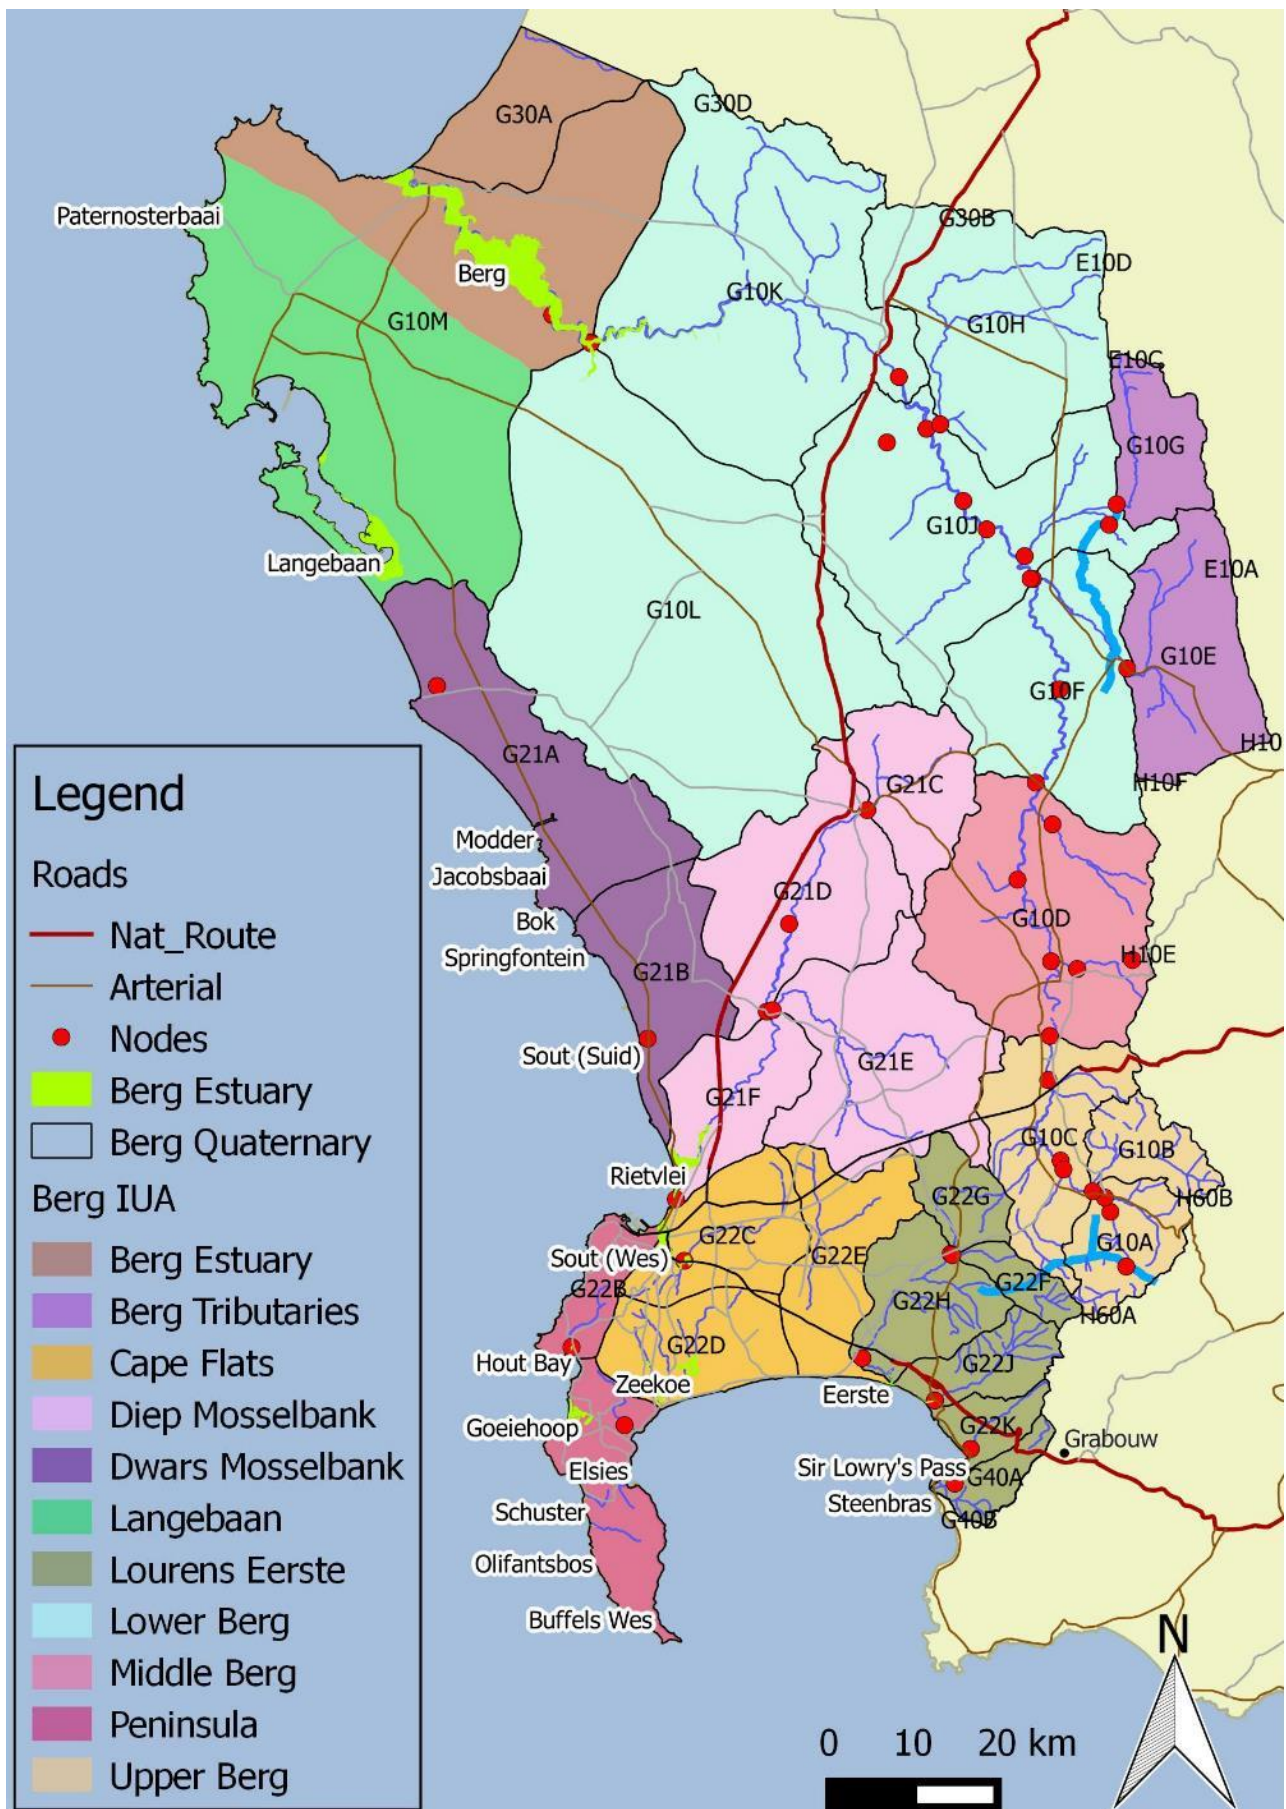 G30D
G30A
Paternosterbaai
G30B
E10D
Berg
G10K
G10M
G10H
E10C
G10G
G10J
Langebaan
E10A
G10L
G10E
G10F
H10
G21A
H10F
G21C
Legend
Modder
Roads
Jacobsbaai
G21D
G10D
Nat_Route
Bok
Springfontein
H10E
G21B
Arterial
Nodes
Sout (Suid)
G21E
Berg Estuary
G21F
Berg Quaternary
G10C
G10B
Berg IUA
Rietvlei
G22G
H60B
Berg Estuary
Sout (Wes)
G22C
G22E
G10A
Berg Tributaries
G22B
G22F
G22H
H60A
Cape Flats
Hout Bay
G22D
G22J
Zeekoe
Eerste
Diep Mosselbank
Goeiehoop
G22K
Grabouw
Dwars Mosselbank
Elsies
Sir Lowry's Pass
G40A
Langebaan
Schuster
Steenbras
G40B
Lourens Eerste
Olifantsbos
Lower Berg
Buffels Wes
N
Middle Berg
Peninsula
0 10 20 km
Upper Berg